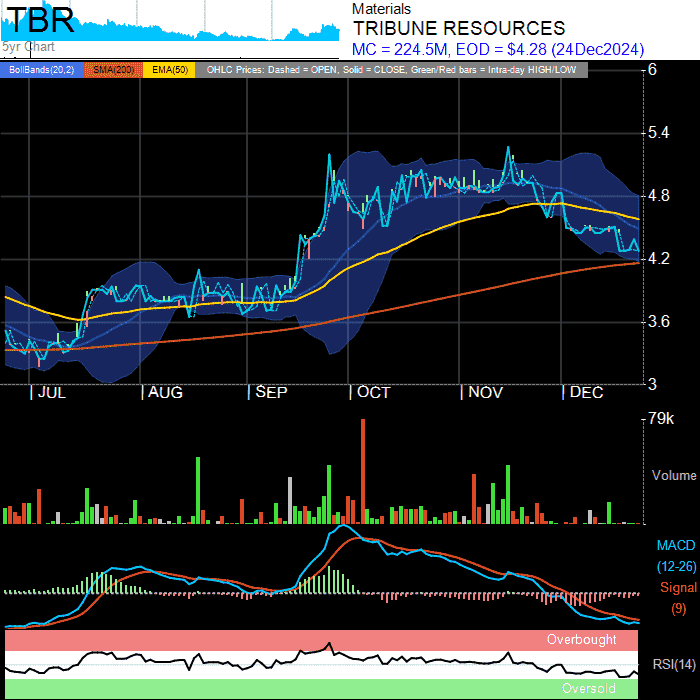 TBR
5yr Chart
Materials
TRIBUNE RESOURCES
MC = 224.5M, EOD = $4.28 (24Dec2024)
BollBands(20,2) SMA(200) EMA(50) OHLC Prices: Dashed = OPEN, Solid = CLOSE, Green/Red bars = Intra-day HIGH/LOW
6
5.4
4.8
4.2
3.6
3
JUL AUG SEP OCT NOV DEC
79k
Volume
MACD
(12-26)
Signal
(9)
Overbought
RSI(14)
Oversold